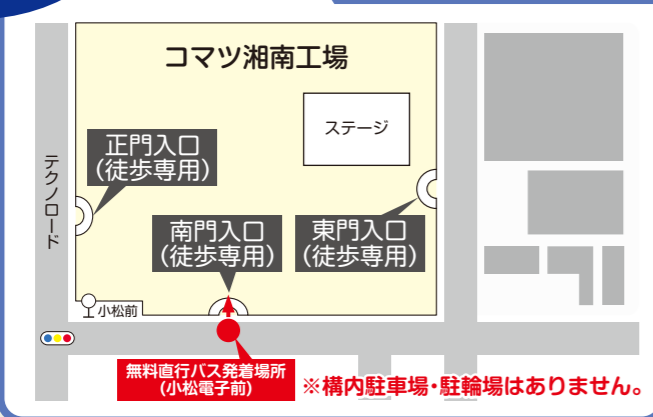 コマツ湘南工場
ステージ
正門入口
(徒歩専用)
テクノロード
南門入口
(徒歩専用)
東門入口
(徒歩専用)
小松前
無料直行バス発着場所
(小松電子前)
※構内駐車場・駐輪場はありません。